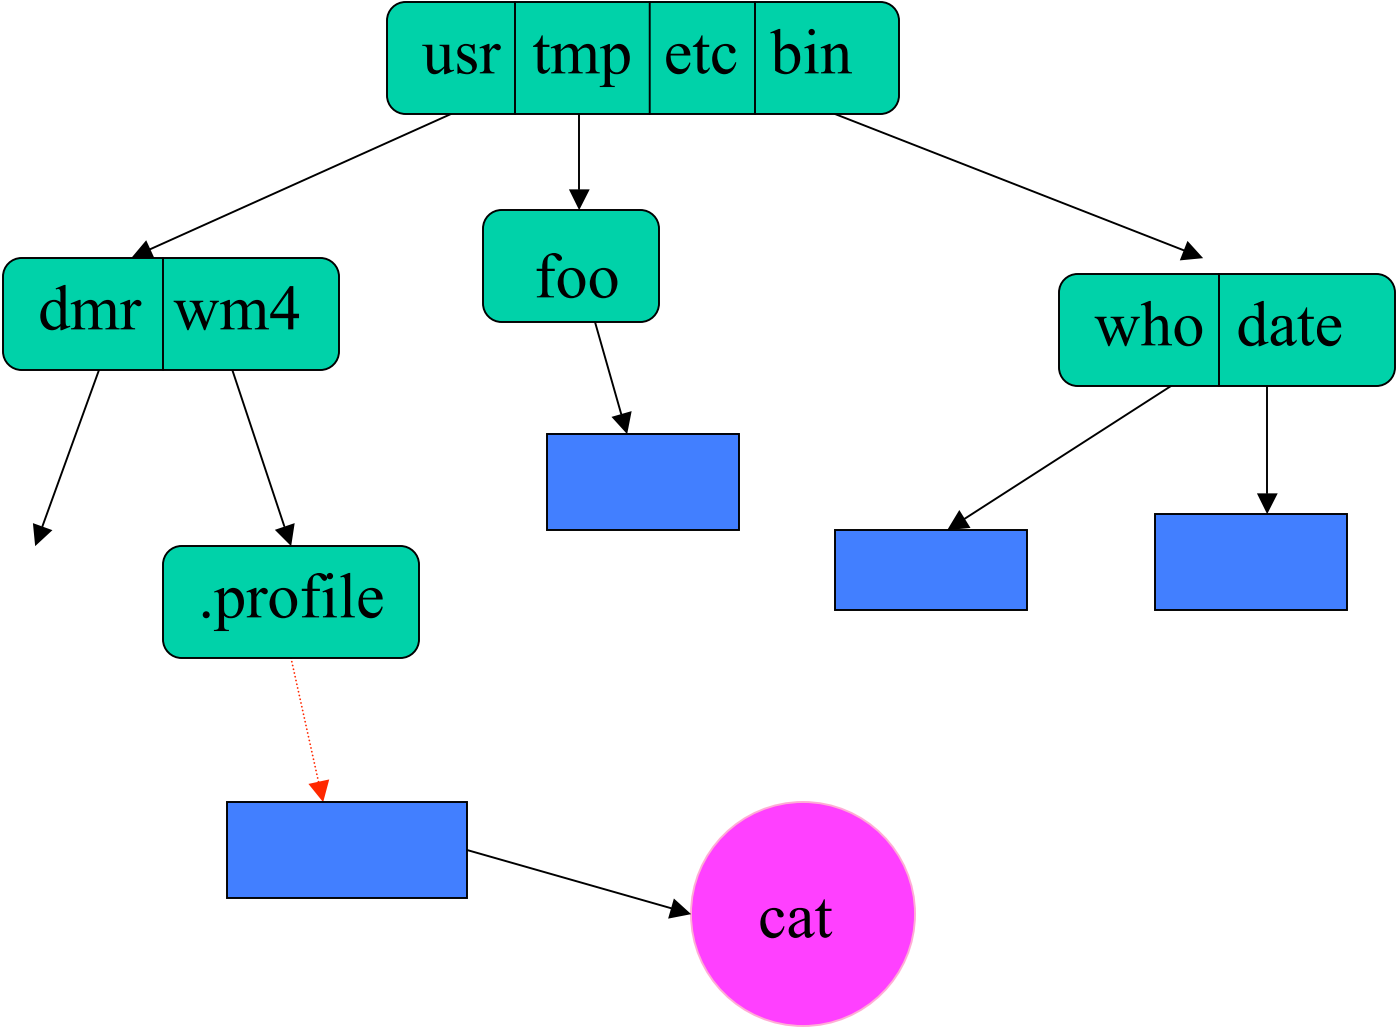 usr tmp etc bin
foo
dmr wm4
who date
.profile
cat